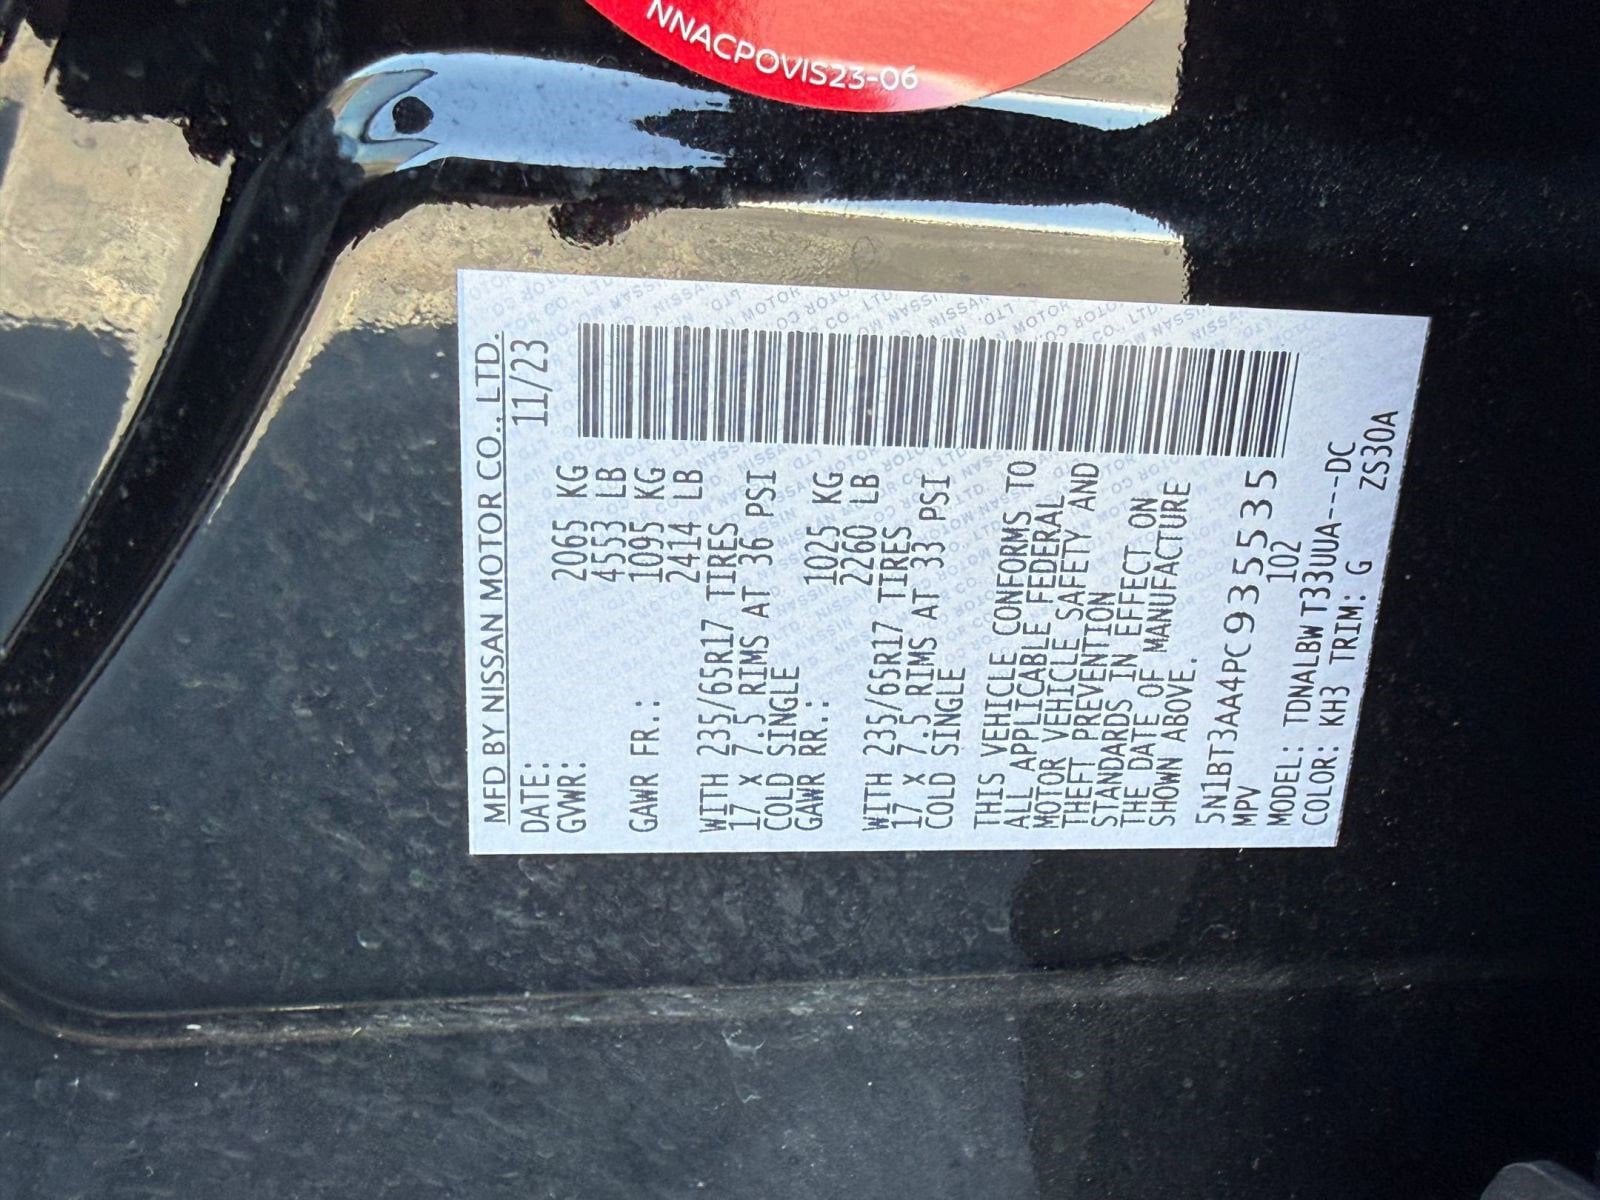 NNACPOVIS23-06
MFD BY NISSAN MOTOR CO., LTD.
DATE: 11/23
GVWR: 2065 KG
4553 LB
GAWR FR.: 1095 KG
2414 LB
WITH 235/65R17 TIRES
17 X 7.5 RIMS AT 36 PSI
COLD SINGLE
GAWR RR.: 1025 KG
2260 LB
WITH 235/65R17 TIRES
17 X 7.5 RIMS AT 33 PSI
COLD SINGLE
THIS VEHICLE CONFORMS TO
ALL APPLICABLE FEDERAL
MOTOR VEHICLE SAFETY AND
THEFT PREVENTION
STANDARDS IN EFFECT ON
THE DATE OF MANUFACTURE
SHOWN ABOVE.
5N1BT3AA4PC935535
MPV 102
MODEL: TDNALBW T33UUA---DC
COLOR: KH3 TRIM: G ZS30A